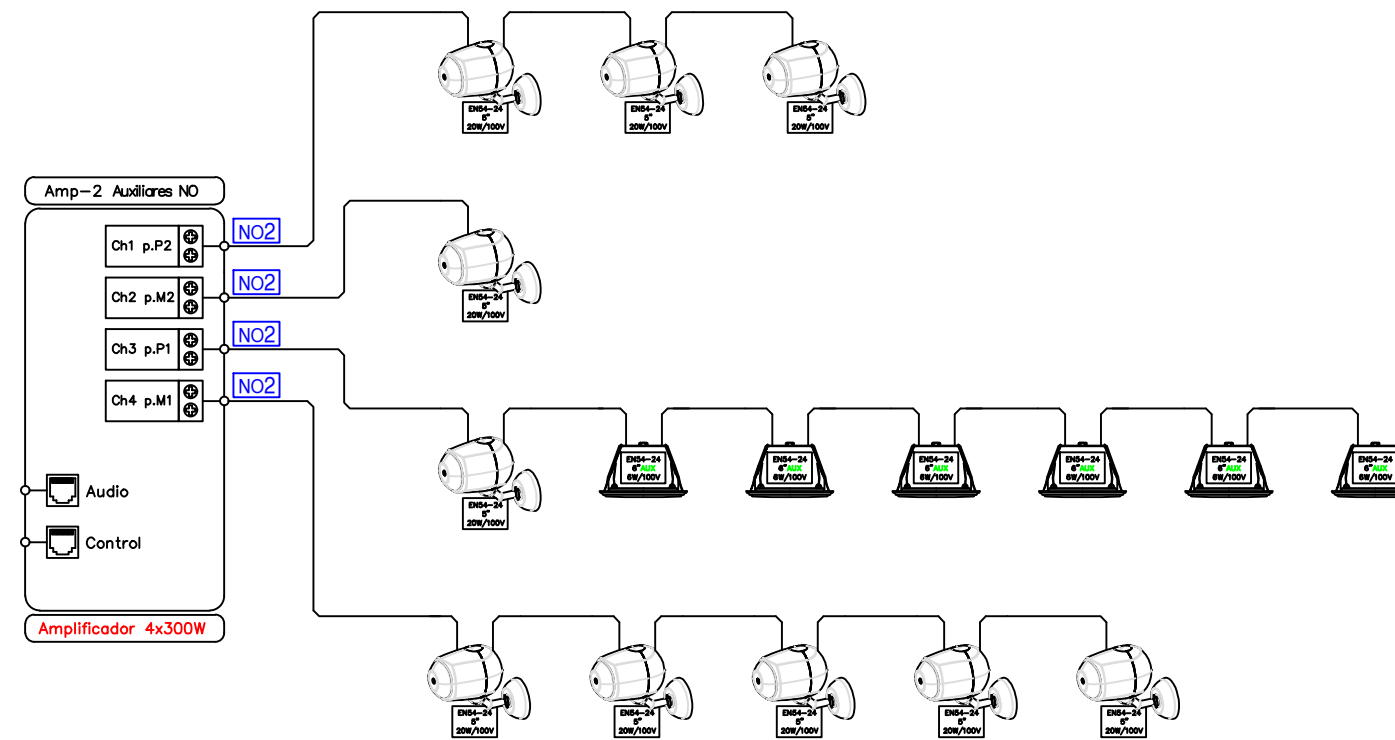 EN54-24
5"
20W/100V
EN54-24
5"
20W/100V
EN54-24
5"
20W/100V
Amp-2 Auxiliares NO
Ch1 p.P2
NO2
Ch2 p.M2
NO2
EN54-24
5"
20W/100V
Ch3 p.P1
NO2
Ch4 p.M1
NO2
EN54-24
5"
20W/100V
EN54-24
6"AUX
6W/100V
EN54-24
6"AUX
6W/100V
EN54-24
6"AUX
6W/100V
EN54-24
6"AUX
6W/100V
EN54-24
6"AUX
6W/100V
EN54-24
6"AUX
6W/100V
Audio
Control
Amplificador 4x300W
EN54-24
5"
20W/100V
EN54-24
5"
20W/100V
EN54-24
5"
20W/100V
EN54-24
5"
20W/100V
EN54-24
5"
20W/100V